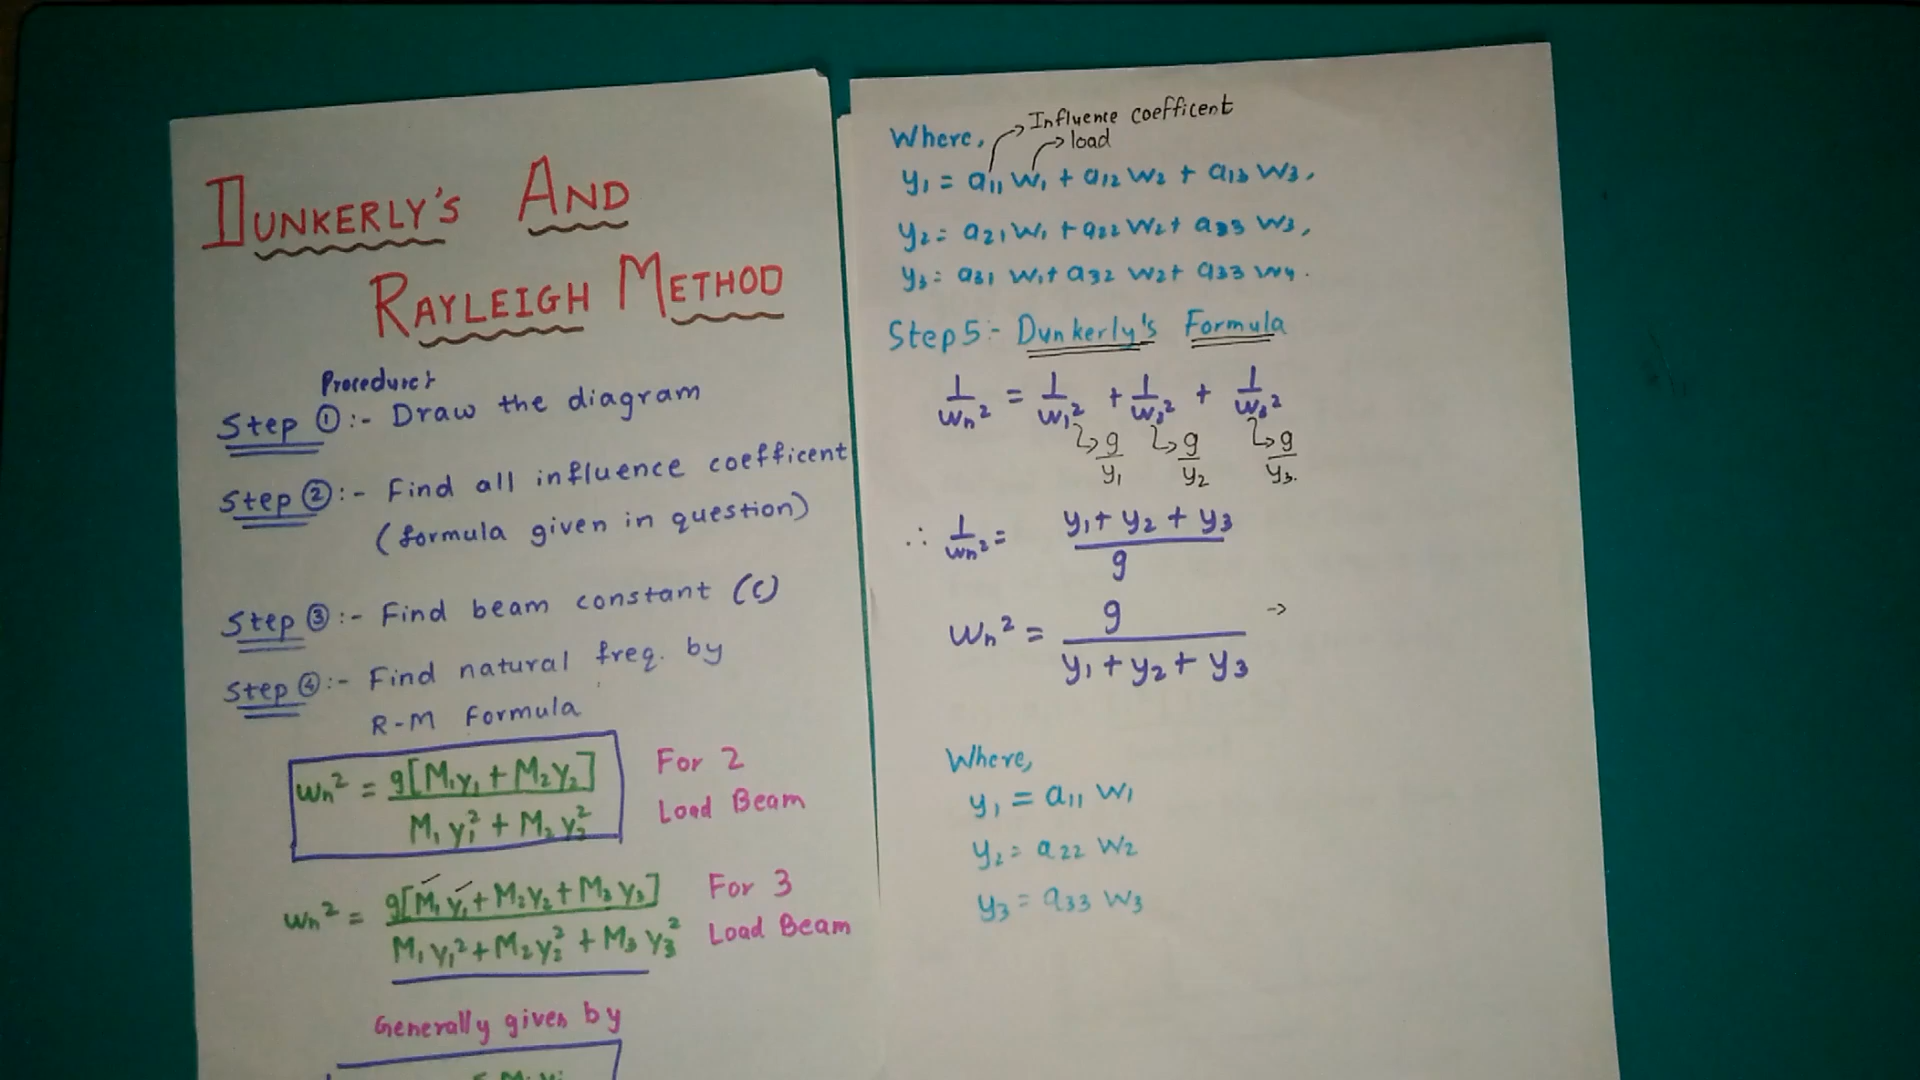 DUNKERLY'S AND
RAYLEIGH METHOD
Procedure:
Step ①:- Draw the diagram
Step ②:- Find all influence coefficent
(formula given in question)
Step ③:- Find beam constant (C)
Step ④:- Find natural freq. by
R-M Formula
Wn² = g[M₁y₁ + M₂y₂] / M₁y₁² + M₂y₂²
For 2
Load Beam
Wn² = g[M₁y₁ + M₂y₂ + M₃y₃] / M₁y₁² + M₂y₂² + M₃y₃²
For 3
Load Beam
Generally given by
Where,
Influence coefficent
load
y₁ = a₁₁ W₁ + a₁₂ W₂ + a₁₃ W₃,
y₂ = a₂₁ W₁ + a₂₂ W₂ + a₃₃ W₃,
y₃ = a₃₁ W₁ + a₃₂ W₂ + a₃₃ W₄.
Step 5:- Dunkerly's Formula
1/Wn² = 1/W₁² + 1/W₂² + 1/W₃²
g/y₁ g/y₂ g/y₃.
∴ 1/Wn² = y₁ + y₂ + y₃ / g
Wn² = g / y₁ + y₂ + y₃ →
Where,
y₁ = a₁₁ W₁
y₂ = a₂₂ W₂
y₃ = a₃₃ W₃